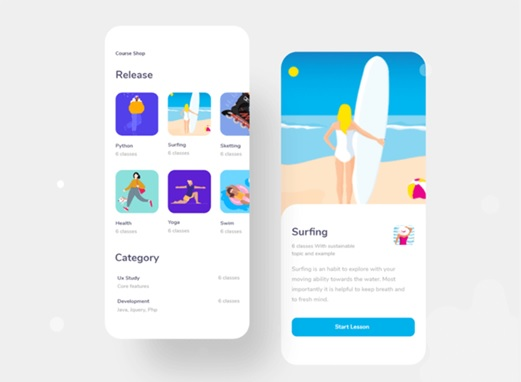 Course Shop
Release
Python
6 classes
Surfing
6 classes
Sketting
6 classes
Health
6 classes
Yoga
6 classes
Swim
6 classes
Category
Ux Study
6 classes
Core features,
Development
6 classes
Java, Jquery, Php
Surfing
6 classes With sustainable
topic and example
Surfing is an habit to explore with your
moving ability towards the water. Most
importantly it is helpful to keep breath and
to fresh mind.
Start Lesson